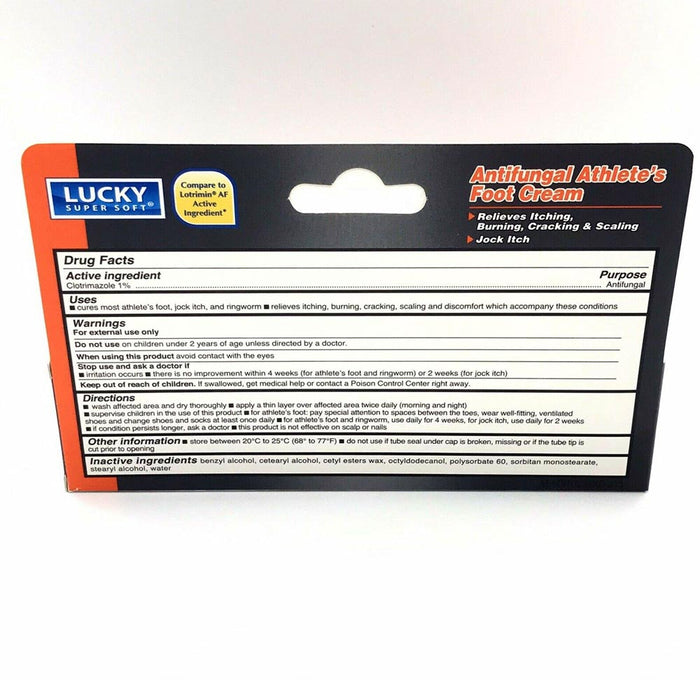 LUCKY
SUPER SOFT®
Compare to
Lotrimin® AF
Active
Ingredient*
Antifungal Athlete's
Foot Cream
Relieves Itching,
Burning, Cracking & Scaling
Jock Itch
Drug Facts
Active ingredient Purpose
Clotrimazole 1% ........ Antifungal
Uses
■ cures most athlete's foot, jock itch, and ringworm ■ relieves itching, burning, cracking, scaling and discomfort which accompany these conditions
Warnings
For external use only
Do not use on children under 2 years of age unless directed by a doctor.
When using this product avoid contact with the eyes
Stop use and ask a doctor if
■ irritation occurs ■ there is no improvement within 4 weeks (for athlete's foot and ringworm) or 2 weeks (for jock itch)
Keep out of reach of children. If swallowed, get medical help or contact a Poison Control Center right away.
Directions
■ wash affected area and dry thoroughly ■ apply a thin layer over affected area twice daily (morning and night)
■ supervise children in the use of this product ■ for athlete's foot: pay special attention to spaces between the toes, wear well-fitting, ventilated
shoes and change shoes and socks at least once daily ■ for athlete's foot and ringworm, use daily for 4 weeks, for jock itch, use daily for 2 weeks
■ if condition persists longer, ask a doctor ■ this product is not effective on scalp or nails
Other information ■ store between 20°C to 25°C (68° to 77°F) ■ do not use if tube seal under cap is broken, missing or if the tube tip is
cut prior to opening
Inactive ingredients benzyl alcohol, cetearyl alcohol, cetyl esters wax, octyldodecanol, polysorbate 60, sorbitan monostearate,
stearyl alcohol, water